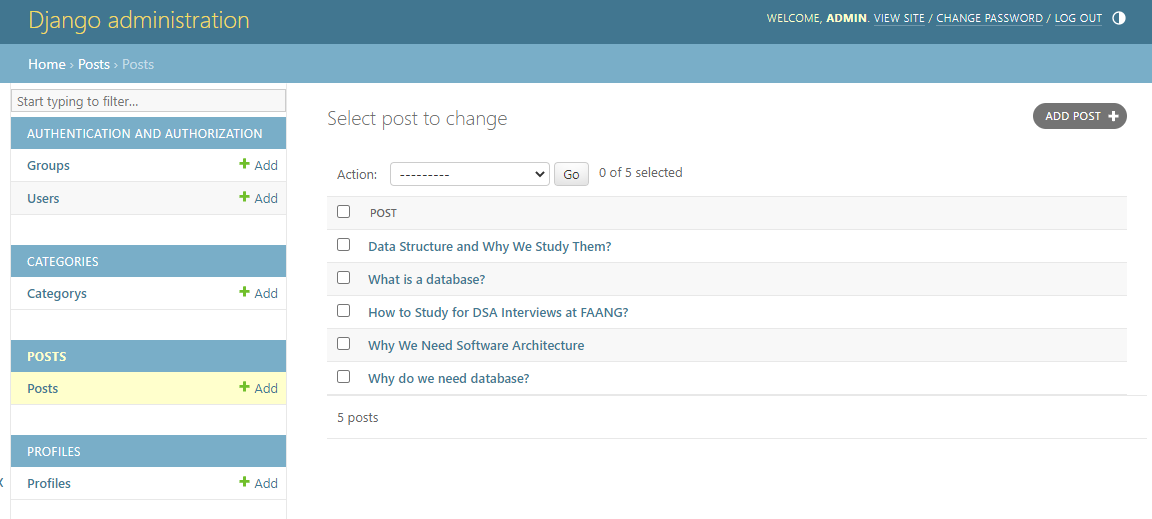 Django administration
WELCOME, ADMIN. VIEW SITE / CHANGE PASSWORD / LOG OUT
Home › Posts › Posts
Start typing to filter...
AUTHENTICATION AND AUTHORIZATION
Groups + Add
Users + Add
CATEGORIES
Categorys + Add
POSTS
Posts + Add
PROFILES
Profiles + Add
Select post to change
ADD POST +
Action: --------- Go 0 of 5 selected
POST
Data Structure and Why We Study Them?
What is a database?
How to Study for DSA Interviews at FAANG?
Why We Need Software Architecture
Why do we need database?
5 posts